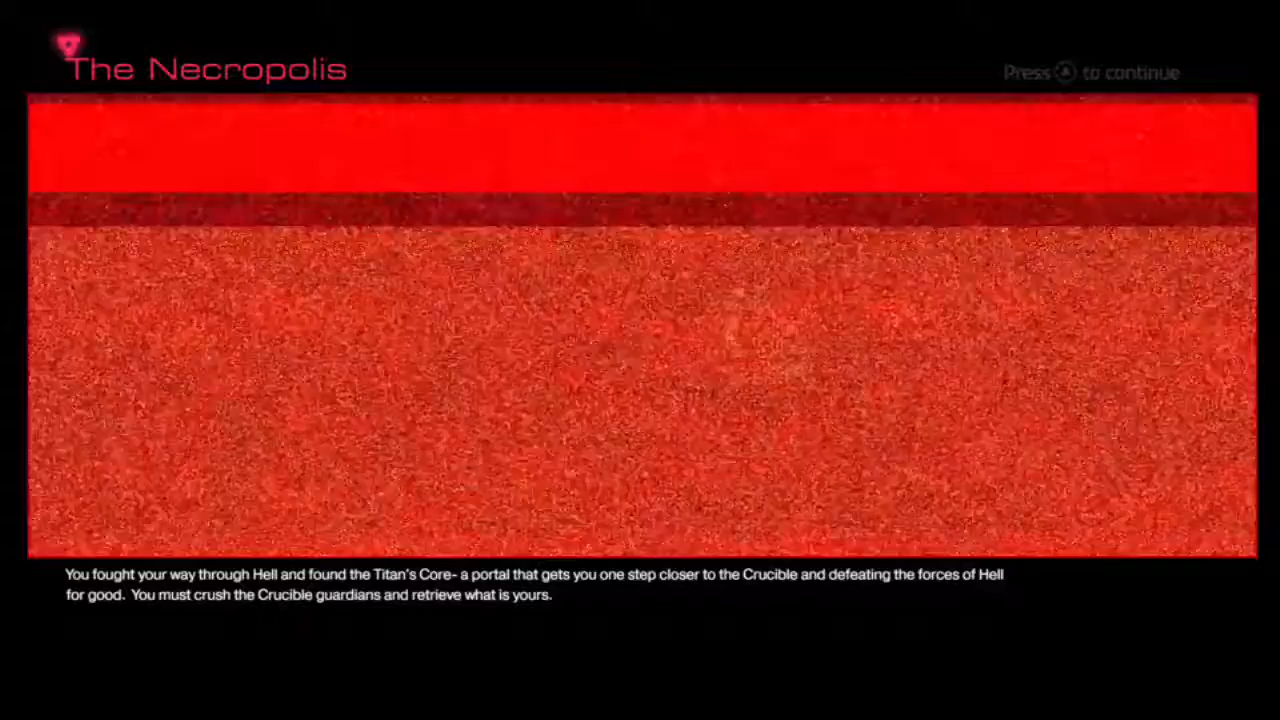 The Necropolis
Press A to continue
You fought your way through Hell and found the Titan's Core- a portal that gets you one step closer to the Crucible and defeating the forces of Hell
for good.  You must crush the Crucible guardians and retrieve what is yours.